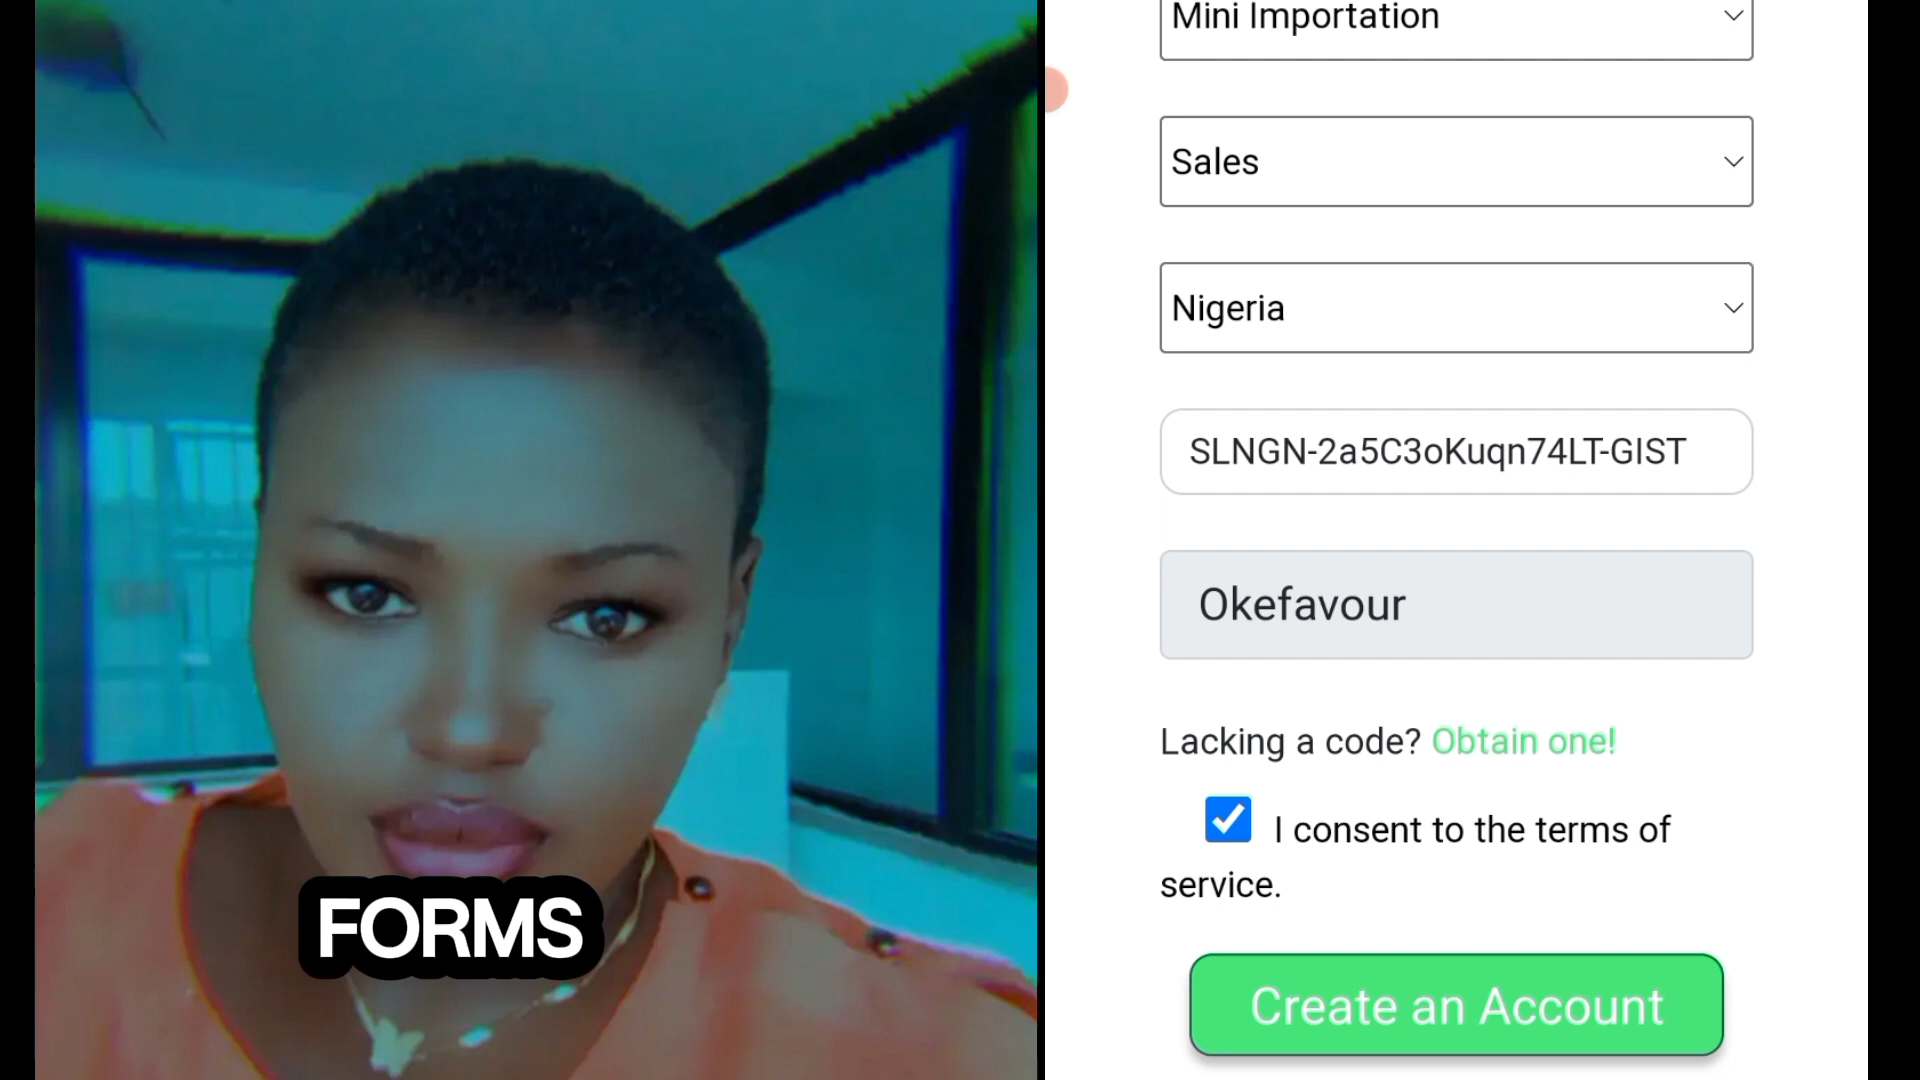 FORMS
Mini Importation
Sales
Nigeria
SLNGN-2a5C3oKuqn74LT-GIST
Okefavour
Lacking a code? Obtain one!
I consent to the terms of
service.
Create an Account